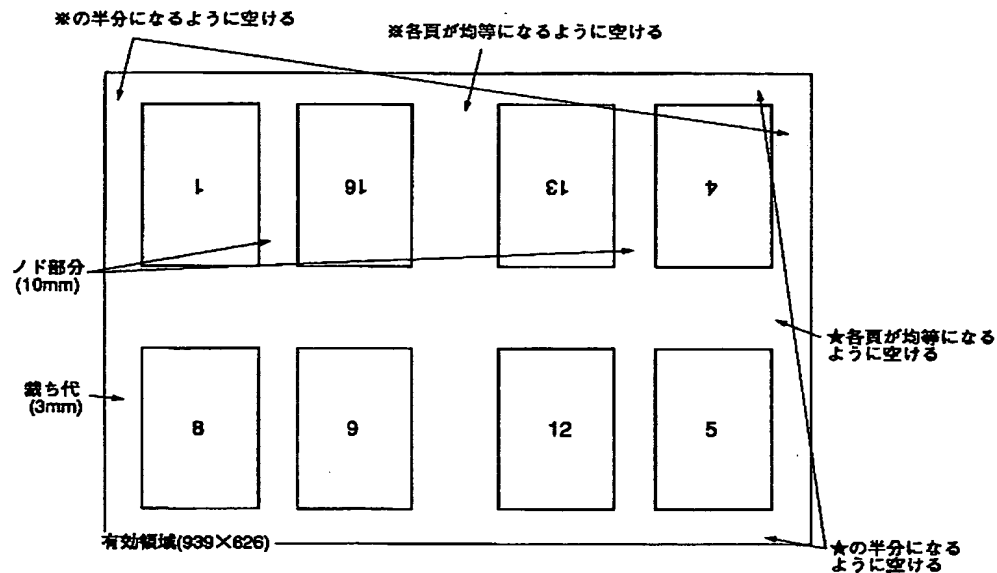 ※の半分になるように空ける
※各頁が均等になるように空ける
1
16
13
4
ノド部分
(10mm)
★各頁が均等になる
ように空ける
裁ち代
(3mm)
8
9
12
5
有効領域(939×626)
★の半分になる
ように空ける